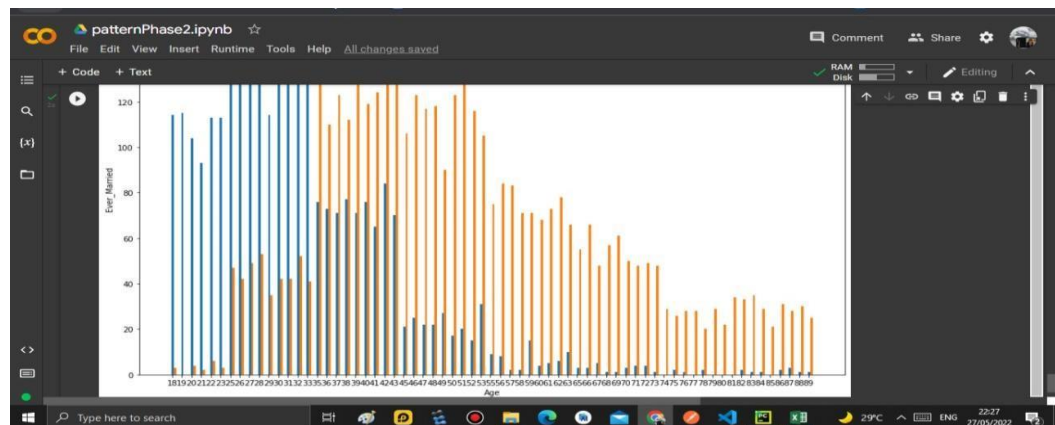 patternPhase2.ipynb
Comment Share
File Edit View Insert Runtime Tools Help All changes saved
+ Code + Text
RAM
Disk
Editing
{x}
120
100
80
60
40
20
0
Ever_Married
Age
Type here to search
29°C ENG
22:27
27/05/2022